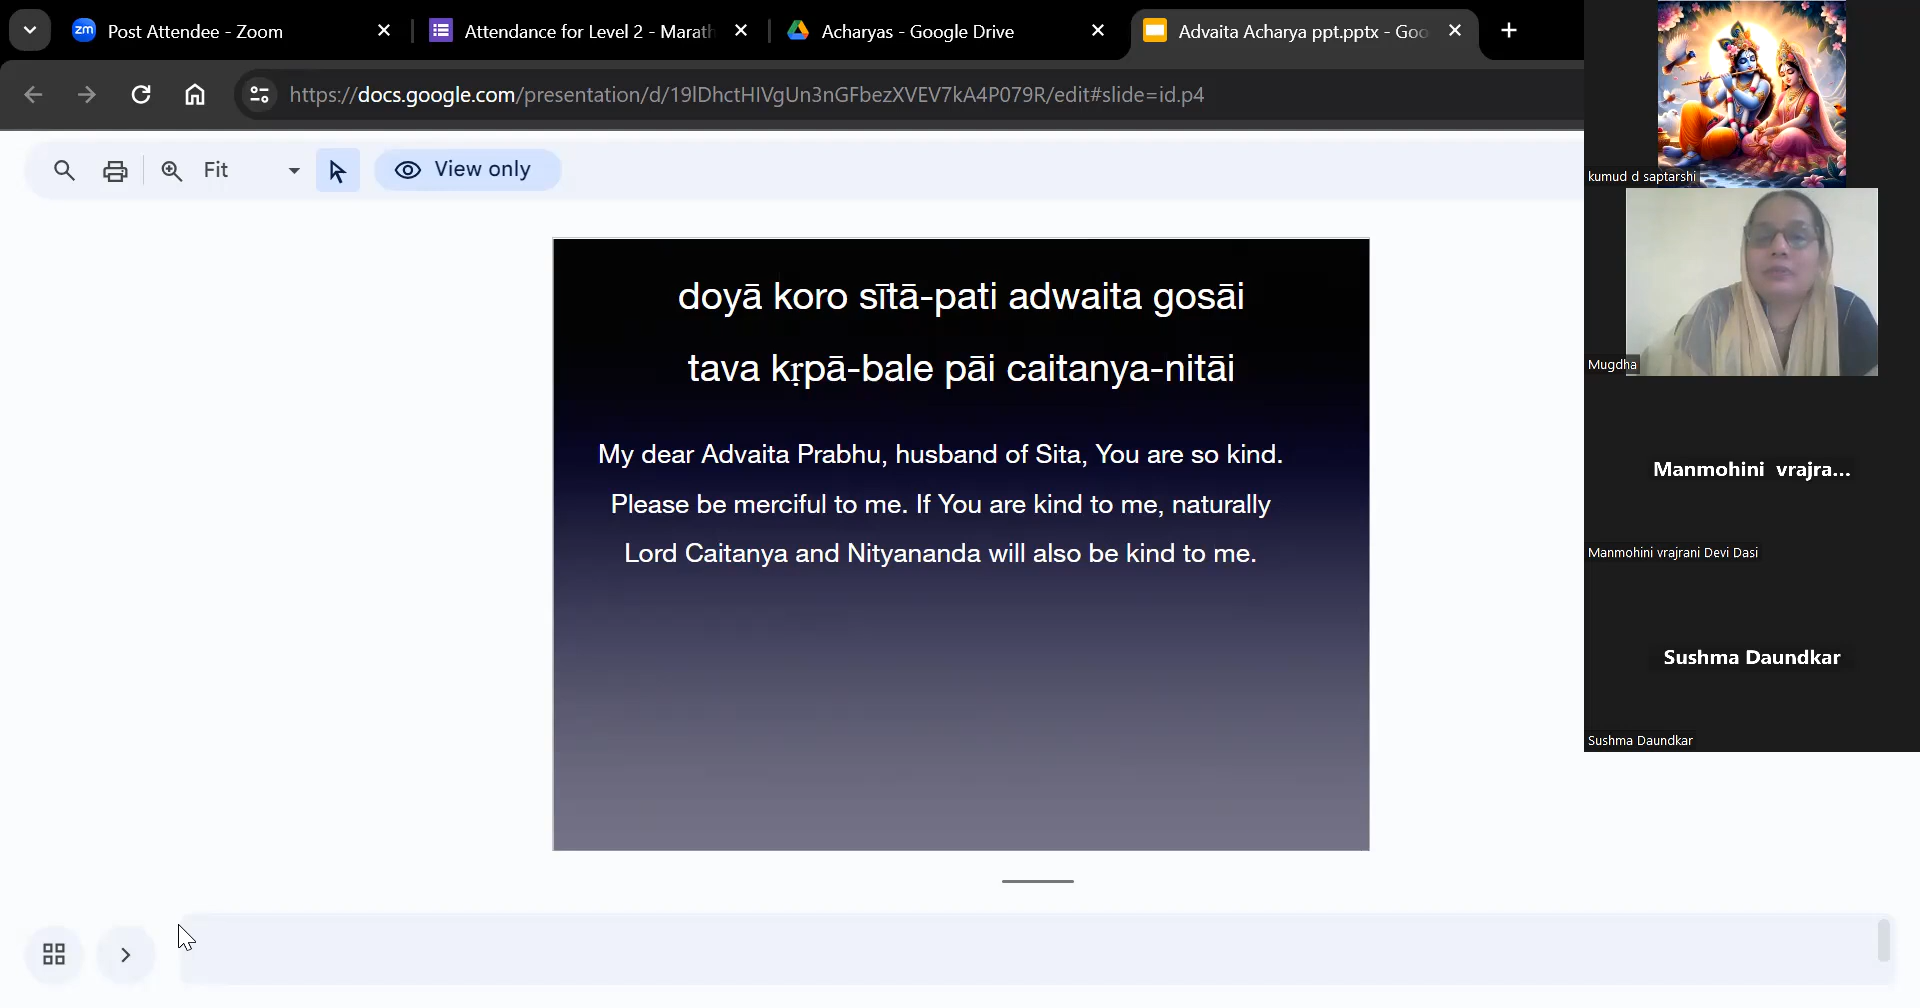 Post Attendee - Zoom
Attendance for Level 2 - Marath
Acharyas - Google Drive
Advaita Acharya ppt.pptx - Goo
https://docs.google.com/presentation/d/19lDhctHIVgUn3nGFbezXVEV7kA4P079R/edit#slide=id.p4
Fit
View only
doyā koro sītā-pati adwaita gosāi
tava kṛpā-bale pāi caitanya-nitāi
My dear Advaita Prabhu, husband of Sita, You are so kind.
Please be merciful to me. If You are kind to me, naturally
Lord Caitanya and Nityananda will also be kind to me.
kumud d saptarshi
Mugdha
Manmohini vrajra...
Manmohini vrajrani Devi Dasi
Sushma Daundkar
Sushma Daundkar